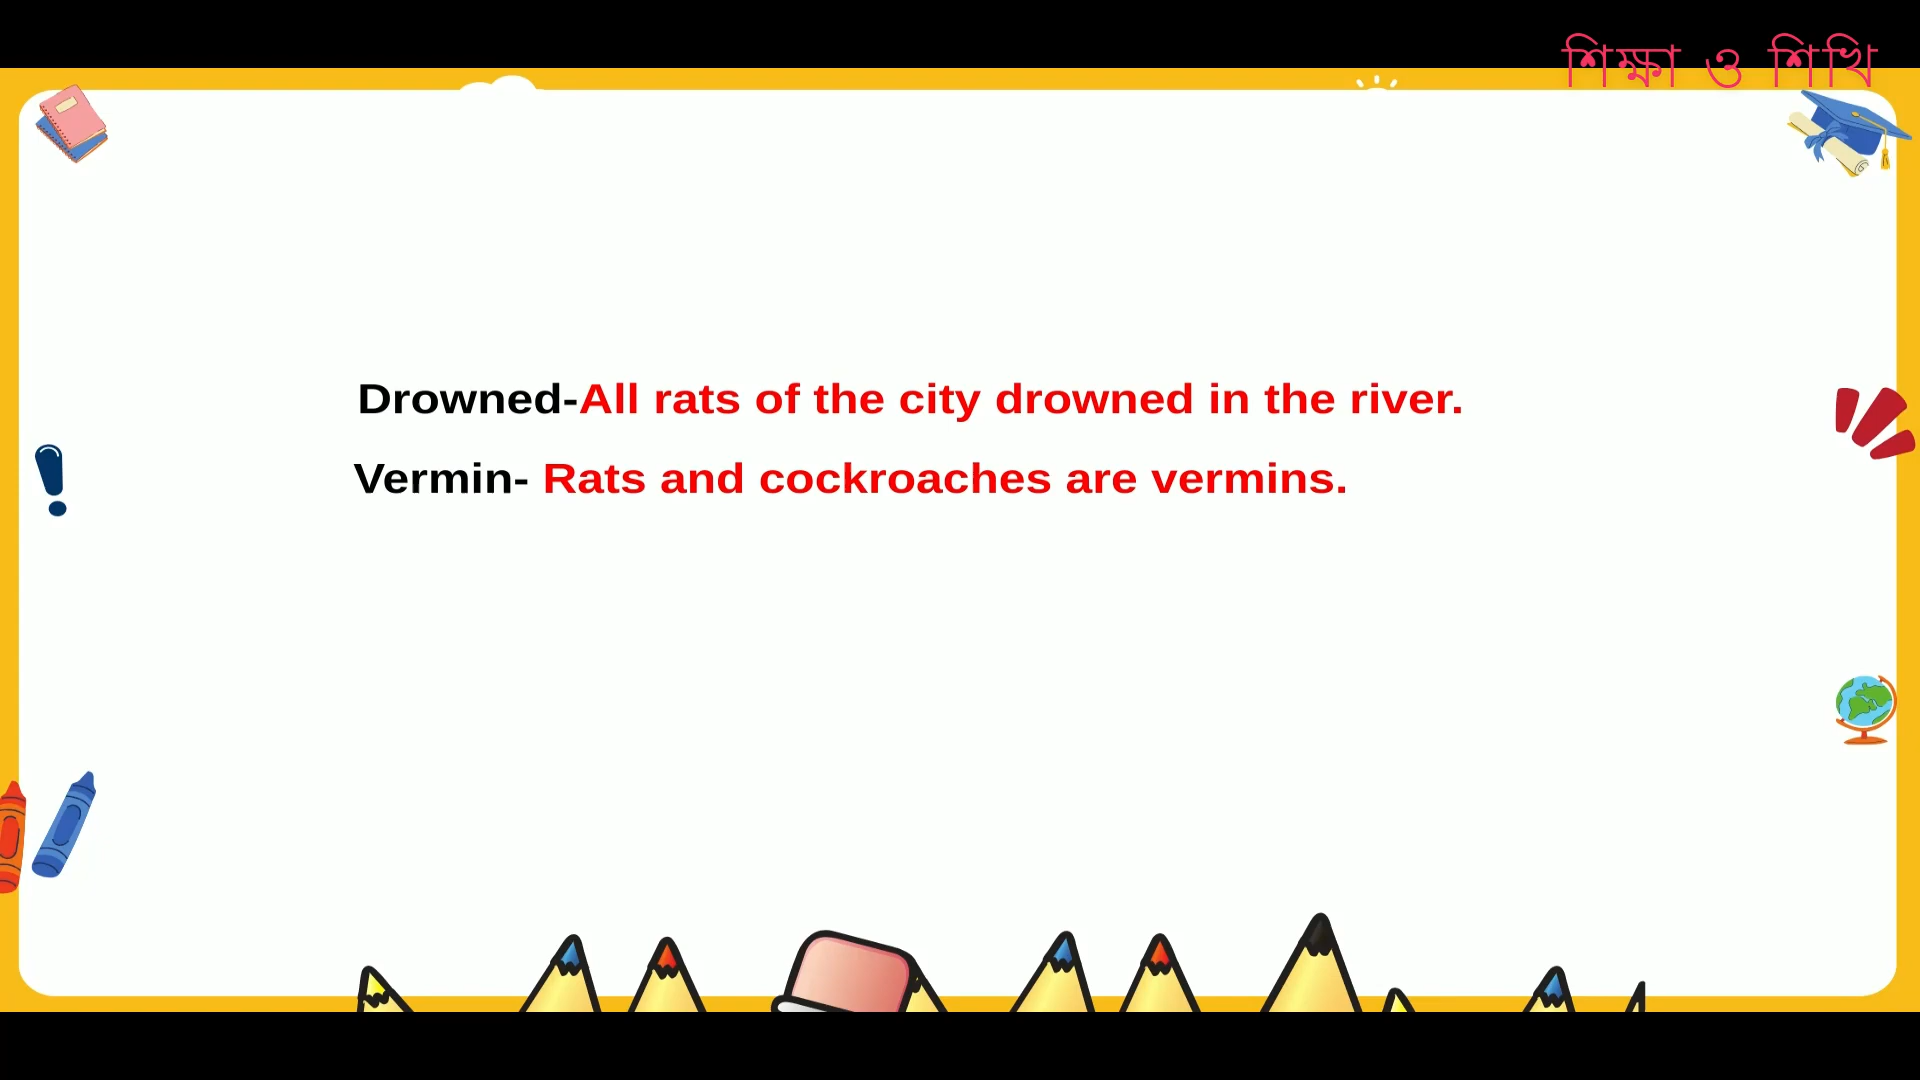 শিক্ষা ও শিখি
Drowned-All rats of the city drowned in the river.
Vermin- Rats and cockroaches are vermins.